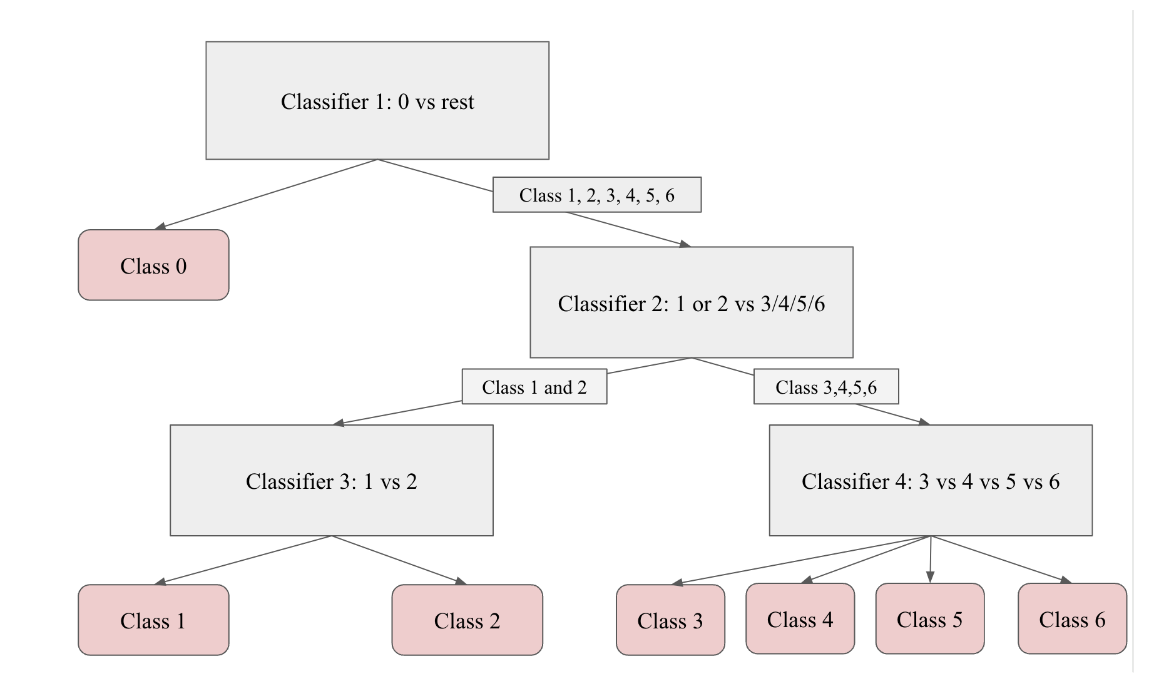 Classifier 1: 0 vs rest
Class 1, 2, 3, 4, 5, 6
Class 0
Classifier 2: 1 or 2 vs 3/4/5/6
Class 1 and 2
Class 3,4,5,6
Classifier 3: 1 vs 2
Classifier 4: 3 vs 4 vs 5 vs 6
Class 1
Class 2
Class 3
Class 4
Class 5
Class 6